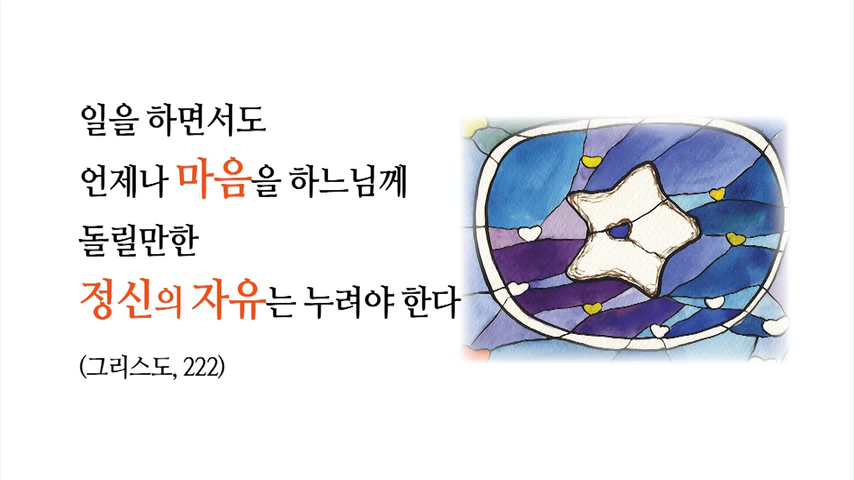 일을 하면서도
언제나 마음을 하느님께
돌릴만한
정신의 자유는 누려야 한다
(그리스도, 222)